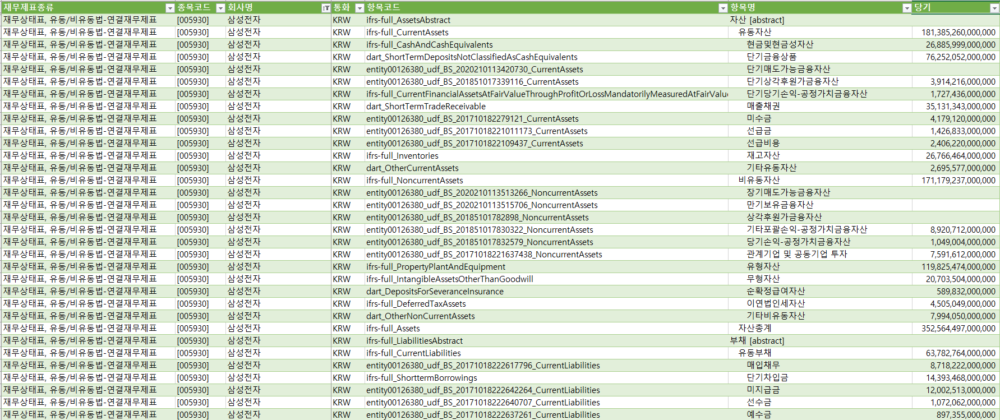 재무제표종류 종목코드 회사명 통화 항목코드 항목명 당기
재무상태표, 유동/비유동법-연결재무제표 [005930] 삼성전자 KRW ifrs-full_AssetsAbstract 자산 [abstract]
재무상태표, 유동/비유동법-연결재무제표 [005930] 삼성전자 KRW ifrs-full_CurrentAssets 유동자산 181,385,260,000,000
재무상태표, 유동/비유동법-연결재무제표 [005930] 삼성전자 KRW ifrs-full_CashAndCashEquivalents 현금및현금성자산 26,885,999,000,000
재무상태표, 유동/비유동법-연결재무제표 [005930] 삼성전자 KRW dart_ShortTermDepositsNotClassifiedAsCashEquivalents 단기금융상품 76,252,052,000,000
재무상태표, 유동/비유동법-연결재무제표 [005930] 삼성전자 KRW entity00126380_udf_BS_2020210113420730_CurrentAssets 단기매도가능금융자산
재무상태표, 유동/비유동법-연결재무제표 [005930] 삼성전자 KRW entity00126380_udf_BS_201851017339116_CurrentAssets 단기상각후원가금융자산 3,914,216,000,000
재무상태표, 유동/비유동법-연결재무제표 [005930] 삼성전자 KRW ifrs-full_CurrentFinancialAssetsAtFairValueThroughProfitOrLossMandatorilyMeasuredAtFairValue 단기당기손익-공정가치금융자산 1,727,436,000,000
재무상태표, 유동/비유동법-연결재무제표 [005930] 삼성전자 KRW dart_ShortTermTradeReceivable 매출채권 35,131,343,000,000
재무상태표, 유동/비유동법-연결재무제표 [005930] 삼성전자 KRW entity00126380_udf_BS_201710182279121_CurrentAssets 미수금 4,179,120,000,000
재무상태표, 유동/비유동법-연결재무제표 [005930] 삼성전자 KRW entity00126380_udf_BS_20171018221011173_CurrentAssets 선급금 1,426,833,000,000
재무상태표, 유동/비유동법-연결재무제표 [005930] 삼성전자 KRW entity00126380_udf_BS_2017101822109437_CurrentAssets 선급비용 2,406,220,000,000
재무상태표, 유동/비유동법-연결재무제표 [005930] 삼성전자 KRW ifrs-full_Inventories 재고자산 26,766,464,000,000
재무상태표, 유동/비유동법-연결재무제표 [005930] 삼성전자 KRW dart_OtherCurrentAssets 기타유동자산 2,695,577,000,000
재무상태표, 유동/비유동법-연결재무제표 [005930] 삼성전자 KRW ifrs-full_NoncurrentAssets 비유동자산 171,179,237,000,000
재무상태표, 유동/비유동법-연결재무제표 [005930] 삼성전자 KRW entity00126380_udf_BS_2020210113513266_NoncurrentAssets 장기매도가능금융자산
재무상태표, 유동/비유동법-연결재무제표 [005930] 삼성전자 KRW entity00126380_udf_BS_2020210113515706_NoncurrentAssets 만기보유금융자산
재무상태표, 유동/비유동법-연결재무제표 [005930] 삼성전자 KRW entity00126380_udf_BS_20185101782898_NoncurrentAssets 상각후원가금융자산
재무상태표, 유동/비유동법-연결재무제표 [005930] 삼성전자 KRW entity00126380_udf_BS_201851017830322_NoncurrentAssets 기타포괄손익-공정가치금융자산 8,920,712,000,000
재무상태표, 유동/비유동법-연결재무제표 [005930] 삼성전자 KRW entity00126380_udf_BS_201851017832579_NoncurrentAssets 당기손익-공정가치금융자산 1,049,004,000,000
재무상태표, 유동/비유동법-연결재무제표 [005930] 삼성전자 KRW entity00126380_udf_BS_20171018221637438_NoncurrentAssets 관계기업 및 공동기업 투자 7,591,612,000,000
재무상태표, 유동/비유동법-연결재무제표 [005930] 삼성전자 KRW ifrs-full_PropertyPlantAndEquipment 유형자산 119,825,474,000,000
재무상태표, 유동/비유동법-연결재무제표 [005930] 삼성전자 KRW ifrs-full_IntangibleAssetsOtherThanGoodwill 무형자산 20,703,504,000,000
재무상태표, 유동/비유동법-연결재무제표 [005930] 삼성전자 KRW dart_DepositsForSeveranceInsurance 순확정급여자산 589,832,000,000
재무상태표, 유동/비유동법-연결재무제표 [005930] 삼성전자 KRW ifrs-full_DeferredTaxAssets 이연법인세자산 4,505,049,000,000
재무상태표, 유동/비유동법-연결재무제표 [005930] 삼성전자 KRW dart_OtherNonCurrentAssets 기타비유동자산 7,994,050,000,000
재무상태표, 유동/비유동법-연결재무제표 [005930] 삼성전자 KRW ifrs-full_Assets 자산총계 352,564,497,000,000
재무상태표, 유동/비유동법-연결재무제표 [005930] 삼성전자 KRW ifrs-full_LiabilitiesAbstract 부채 [abstract]
재무상태표, 유동/비유동법-연결재무제표 [005930] 삼성전자 KRW ifrs-full_CurrentLiabilities 유동부채 63,782,764,000,000
재무상태표, 유동/비유동법-연결재무제표 [005930] 삼성전자 KRW entity00126380_udf_BS_20171018222617796_CurrentLiabilities 매입채무 8,718,222,000,000
재무상태표, 유동/비유동법-연결재무제표 [005930] 삼성전자 KRW ifrs-full_ShorttermBorrowings 단기차입금 14,393,468,000,000
재무상태표, 유동/비유동법-연결재무제표 [005930] 삼성전자 KRW entity00126380_udf_BS_20171018222642264_CurrentLiabilities 미지급금 12,002,513,000,000
재무상태표, 유동/비유동법-연결재무제표 [005930] 삼성전자 KRW entity00126380_udf_BS_20171018222640707_CurrentLiabilities 선수금 1,072,062,000,000
재무상태표, 유동/비유동법-연결재무제표 [005930] 삼성전자 KRW entity00126380_udf_BS_20171018222637261_CurrentLiabilities 예수금 897,355,000,000